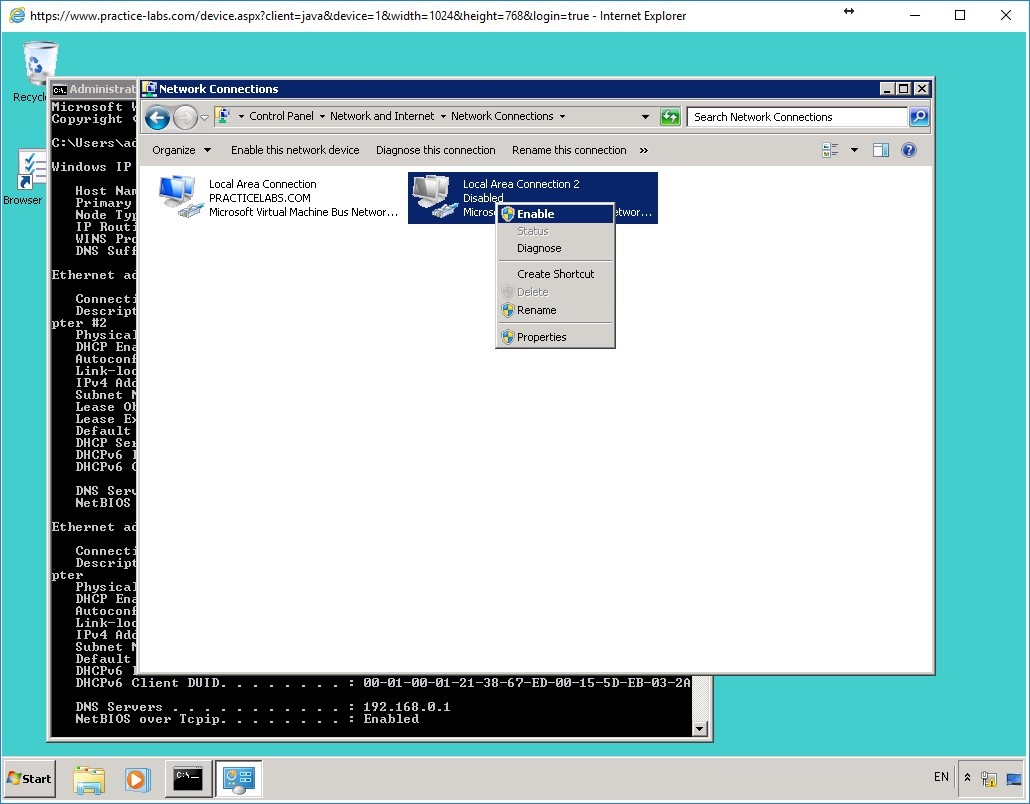 https://www.practice-labs.com/device.aspx?client=java&device=1&width=1024&height=768&login=true - Internet Explorer
Recycl
Browser
Administrat
Network Connections
Control Panel Network and Internet Network Connections
Search Network Connections
Organize Enable this network device Diagnose this connection Rename this connection »
Local Area Connection
PRACTICELABS.COM
Microsoft Virtual Machine Bus Networ...
Local Area Connection 2
Disabled
Micros etwor...
Enable
Status
Diagnose
Create Shortcut
Delete
Rename
Properties
Microsoft W
Copyright
C:\Users\ad
Windows IP
Host Nam
Primary
Node Typ
IP Routi
WINS Pro
DNS Suff
Ethernet ad
Connecti
Descript
pter #2
Physical
DHCP Ena
Autoconf
Link-loc
IPv4 Add
Subnet M
Lease Ob
Lease Ex
Default
DHCP Ser
DHCPv6 I
DHCPv6 C
DNS Serv
NetBIOS
Ethernet ad
Connecti
Descript
pter
Physical
DHCP Ena
Autoconf
Link-loc
IPv4 Add
Subnet M
Default
DHCPv6 I
DHCPv6 Client DUID. . . . . . . . : 00-01-00-01-21-38-67-ED-00-15-5D-EB-03-2A
DNS Servers . . . . . . . . . . . : 192.168.0.1
NetBIOS over Tcpip. . . . . . . . : Enabled
Start
EN